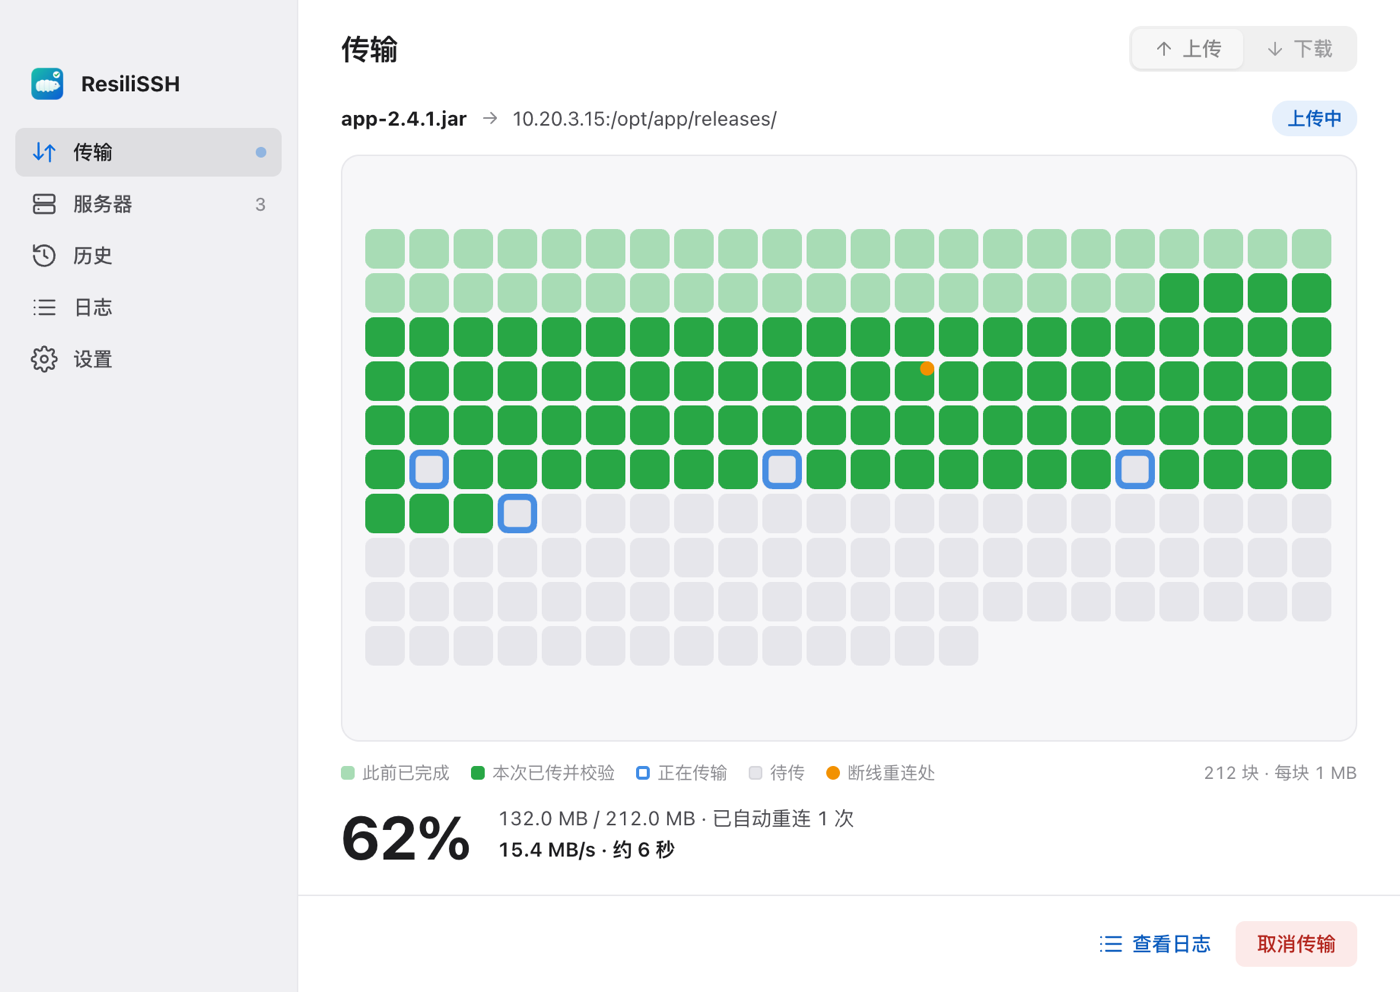 ResiliSSH
传输
服务器 3
历史
日志
设置
传输
上传 下载
app-2.4.1.jar → 10.20.3.15:/opt/app/releases/
上传中
此前已完成 本次已传并校验 正在传输 待传 断线重连处
212 块 · 每块 1 MB
62%
132.0 MB / 212.0 MB · 已自动重连 1 次
15.4 MB/s · 约 6 秒
查看日志
取消传输